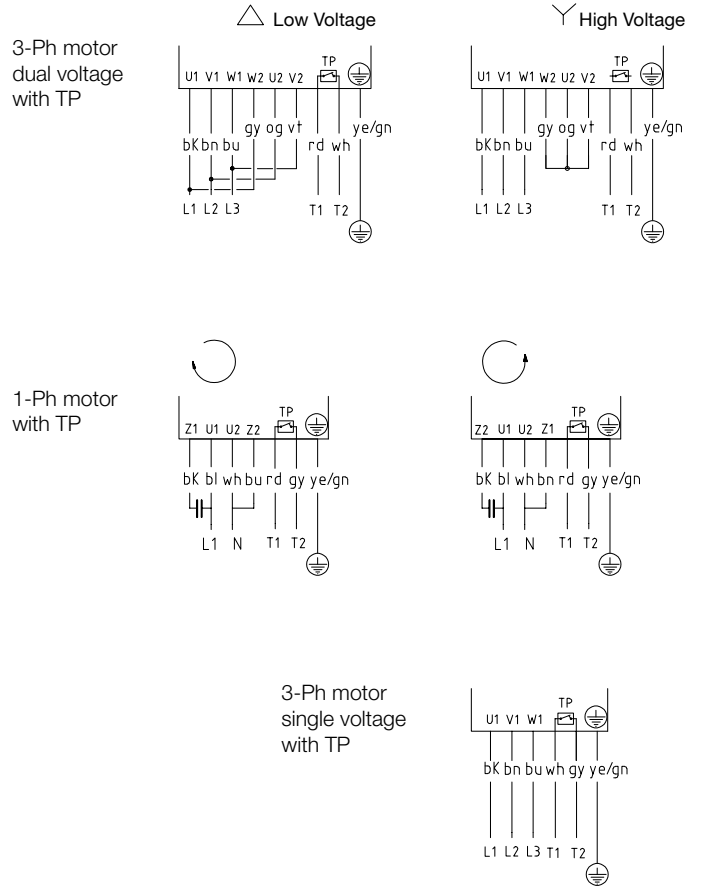 Low Voltage
High Voltage
3-Ph motor
dual voltage
with TP
TP
U1 V1 W1 W2 U2 V2
bK bn bu gy og vt rd wh ye/gn
L1 L2 L3 T1 T2
TP
U1 V1 W1 W2 U2 V2
bK bn bu gy og vt rd wh ye/gn
L1 L2 L3 T1 T2
1-Ph motor
with TP
TP
Z1 U1 U2 Z2
bK bl wh bu rd gy ye/gn
L1 N T1 T2
TP
Z2 U1 U2 Z1
bK bl wh bn rd gy ye/gn
L1 N T1 T2
3-Ph motor
single voltage
with TP
TP
U1 V1 W1
bK bn bu wh gy ye/gn
L1 L2 L3 T1 T2